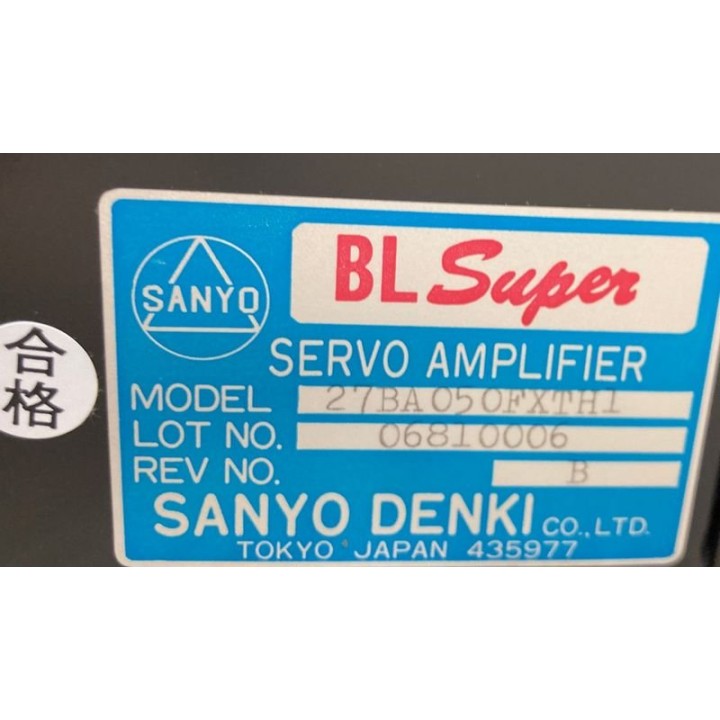 SANYO
BL Super
SERVO AMPLIFIER
MODEL 27BA050FXTH1
LOT NO. 06810006
REV NO. B
SANYO DENKI CO., LTD.
TOKYO JAPAN 435977
合格